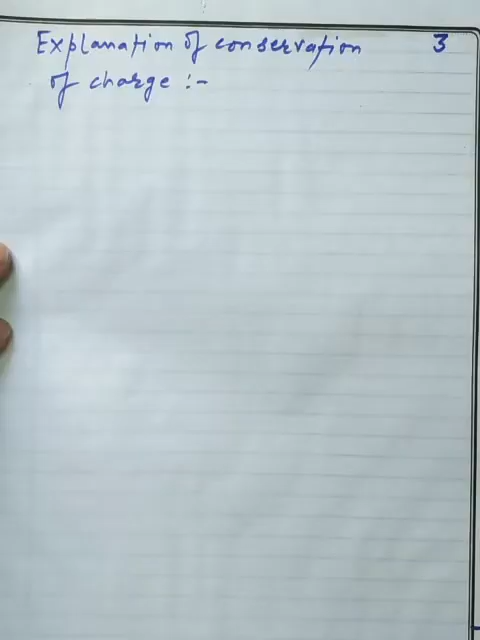 Explanation of conservation 3
of charge :-